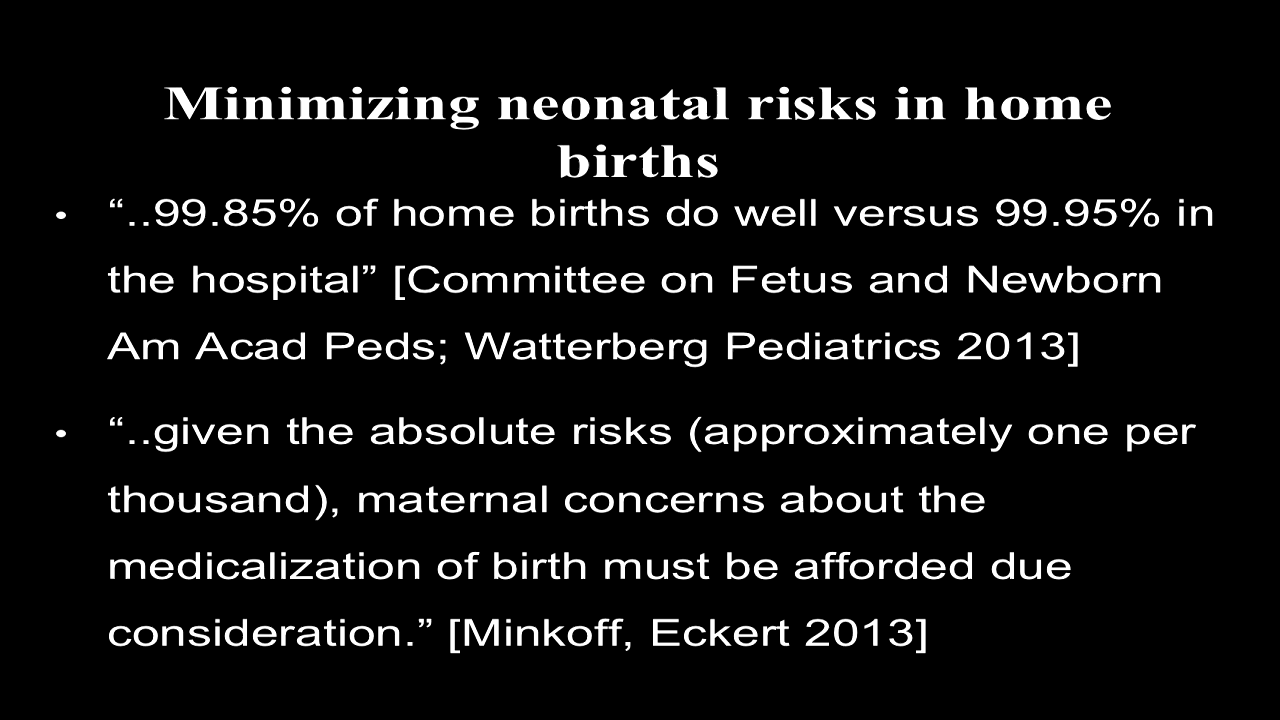 Minimizing neonatal risks in home
births
• “..99.85% of home births do well versus 99.95% in
the hospital” [Committee on Fetus and Newborn
Am Acad Peds; Watterberg Pediatrics 2013]
• “..given the absolute risks (approximately one per
thousand), maternal concerns about the
medicalization of birth must be afforded due
consideration.” [Minkoff, Eckert 2013]